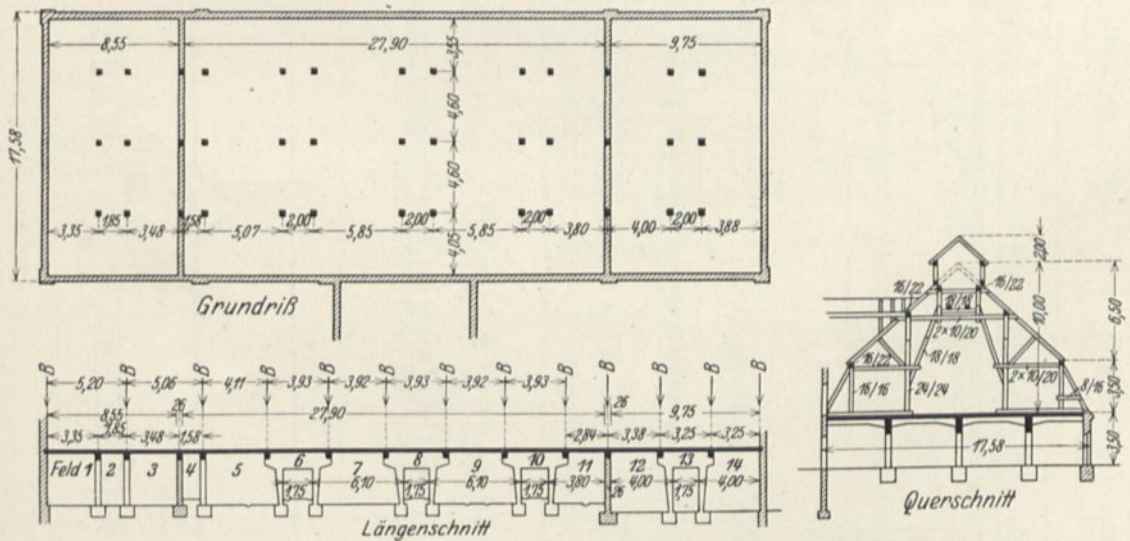 8,55 27,90 9,75
3,55
4,60
17,58
4,60
3,35 1,85 3,48 1,58 5,07 2,00 5,85 2,00 5,85 2,00 3,80 4,00 2,00 3,88
4,05
Grundriß
B B B B B B B B B B B B
5,20 5,06 4,11 3,93 3,92 3,93 3,92 3,93
8,55 26 27,90 26 9,75
3,35 1,85 3,48 1,58 2,84 3,38 3,25 3,25
Feld 1 2 3 4 5 6 7 8 9 10 11 12 13 14
1,75 6,10 1,75 6,10 1,75 3,80 26 4,00 1,75 4,00
Längenschnitt
2,00
16/22 16/22
10,00 6,50
2×10/20
16/22 18/18
2×10/20
16/16 24/24 8/16
3,50
17,58
3,50
Querschnitt